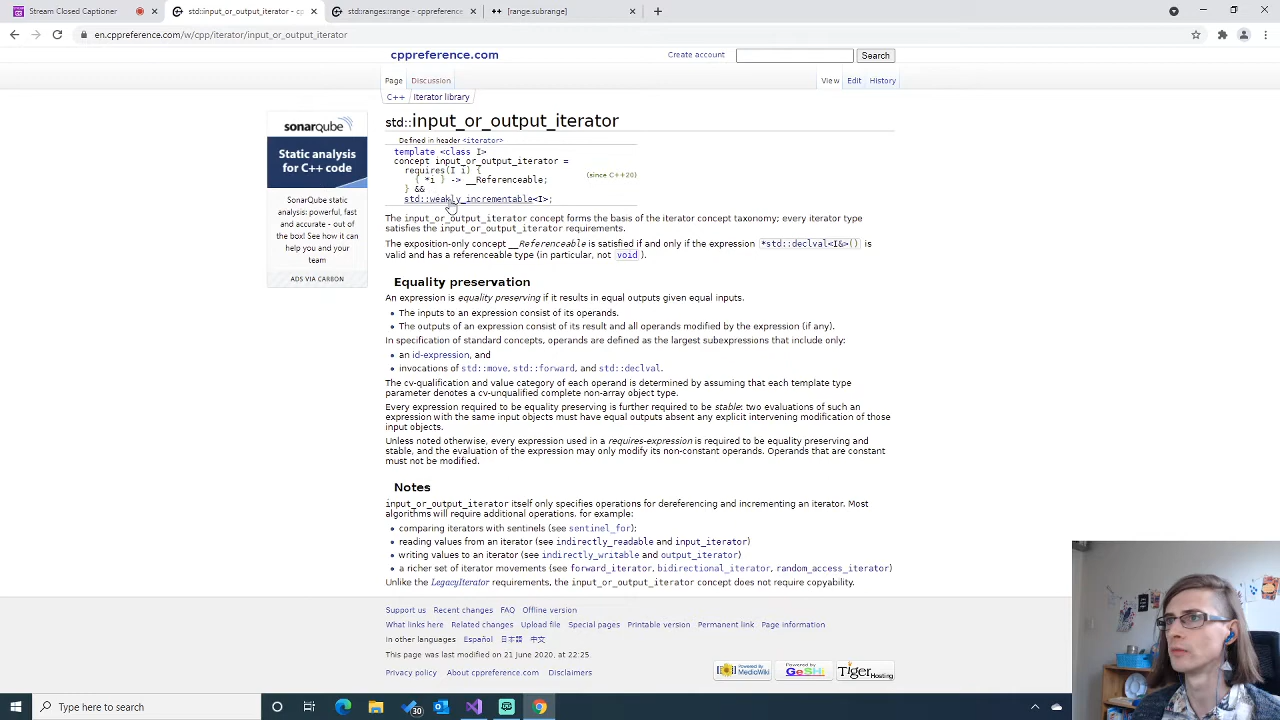 Stream Closed Captioner
std::input_or_output_iterator - cp
std::ranges::range - cppreference
[range.subrange]
en.cppreference.com/w/cpp/iterator/input_or_output_iterator
cppreference.com
Create account
Search
Page
Discussion
View
Edit
History
C++
Iterator library
std::input_or_output_iterator
Defined in header <iterator>
template <class I>
concept input_or_output_iterator =
requires(I i) {
{ *i } -> __Referenceable;
} &&
std::weakly_incrementable<I>;
(since C++20)
The input_or_output_iterator concept forms the basis of the iterator concept taxonomy; every iterator type
satisfies the input_or_output_iterator requirements.
The exposition-only concept __Referenceable is satisfied if and only if the expression *std::declval<I&>() is
valid and has a referenceable type (in particular, not void ).
Equality preservation
An expression is equality preserving if it results in equal outputs given equal inputs.
The inputs to an expression consist of its operands.
The outputs of an expression consist of its result and all operands modified by the expression (if any).
In specification of standard concepts, operands are defined as the largest subexpressions that include only:
an id-expression, and
invocations of std::move, std::forward, and std::declval.
The cv-qualification and value category of each operand is determined by assuming that each template type
parameter denotes a cv-unqualified complete non-array object type.
Every expression required to be equality preserving is further required to be stable: two evaluations of such an
expression with the same input objects must have equal outputs absent any explicit intervening modification of those
input objects.
Unless noted otherwise, every expression used in a requires-expression is required to be equality preserving and
stable, and the evaluation of the expression may only modify its non-constant operands. Operands that are constant
must not be modified.
Notes
input_or_output_iterator itself only specifies operations for dereferencing and incrementing an iterator. Most
algorithms will require additional operations, for example:
comparing iterators with sentinels (see sentinel_for);
reading values from an iterator (see indirectly_readable and input_iterator)
writing values to an iterator (see indirectly_writable and output_iterator)
a richer set of iterator movements (see forward_iterator, bidirectional_iterator, random_access_iterator)
Unlike the LegacyIterator requirements, the input_or_output_iterator concept does not require copyability.
sonarqube
Static analysis
for C++ code
SonarQube static
analysis: powerful, fast
and accurate - out of
the box! See how it can
help you and your
team
ADS VIA CARBON
Support us
Recent changes
FAQ
Offline version
What links here
Related changes
Upload file
Special pages
Printable version
Permanent link
Page information
In other languages
Español
日本語
中文
This page was last modified on 21 June 2020, at 22:25.
Privacy policy
About cppreference.com
Disclaimers
Powered By
MediaWiki
Powered by
GeSHi
Tiger
Hosting
Type here to search
30